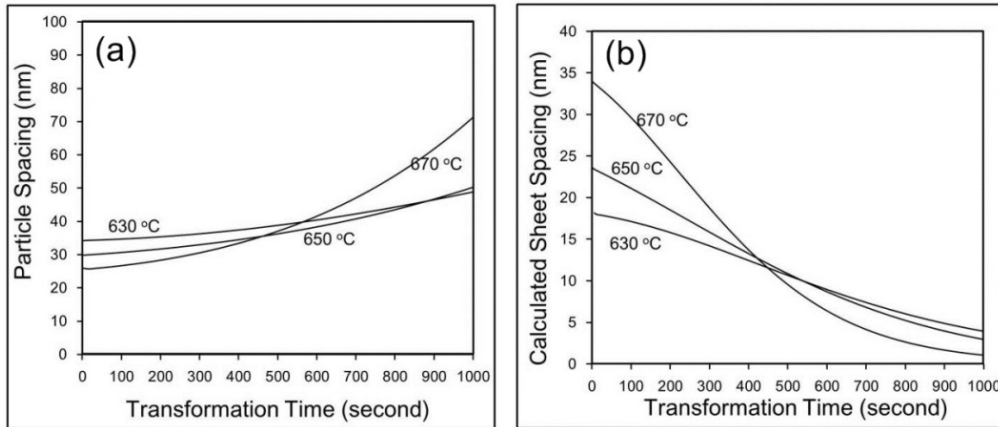 (a)
Particle Spacing (nm)
100
90
80
70
60
50
40
30
20
10
0
670 °C
630 °C
650 °C
0 100 200 300 400 500 600 700 800 900 1000
Transformation Time (second)
(b)
Calculated Sheet Spacing (nm)
40
35
30
25
20
15
10
5
0
670 °C
650 °C
630 °C
0 100 200 300 400 500 600 700 800 900 1000
Transformation Time (second)